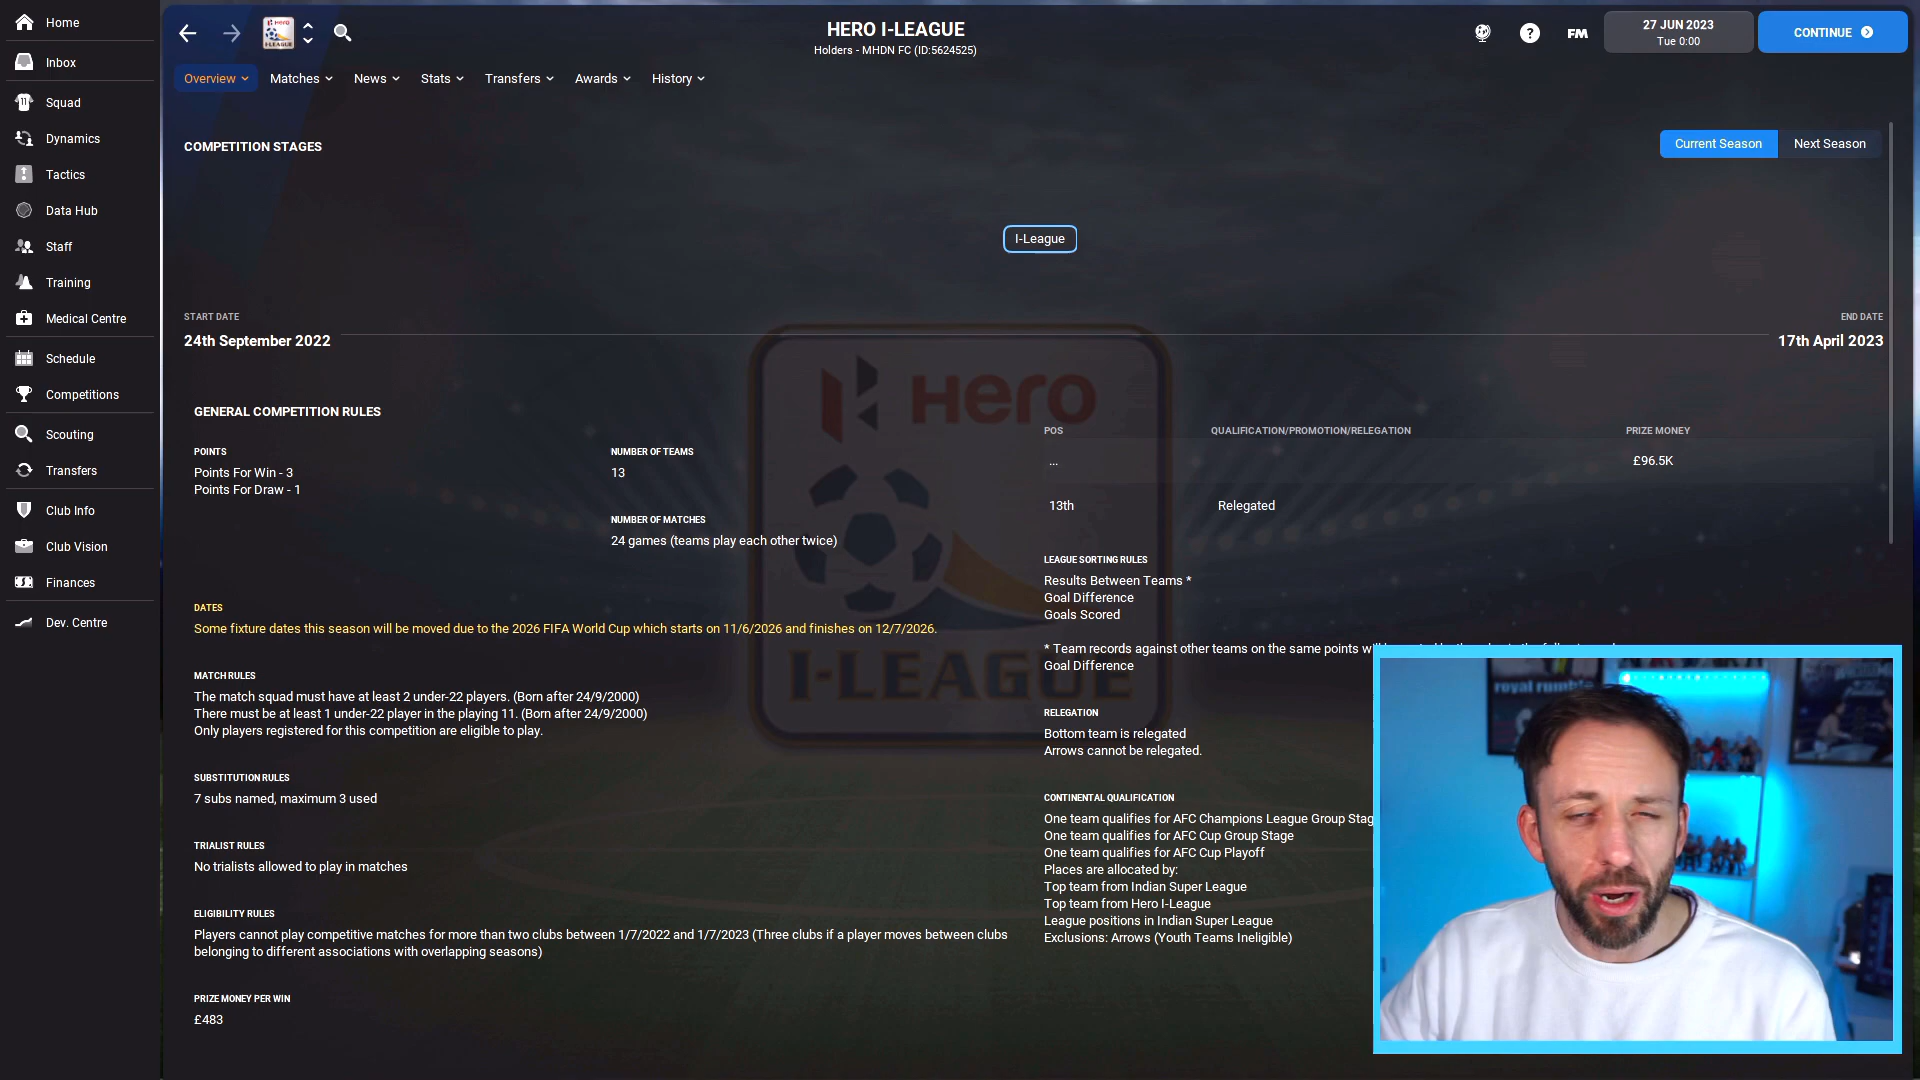 Home
Inbox
Squad
Dynamics
Tactics
Data Hub
Staff
Training
Medical Centre
Schedule
Competitions
Scouting
Transfers
Club Info
Club Vision
Finances
Dev. Centre
HERO I-LEAGUE
Holders - MHDN FC (ID:5624525)
FM
27 JUN 2023
Tue 0:00
CONTINUE
Overview
Matches
News
Stats
Transfers
Awards
History
COMPETITION STAGES
Current Season
Next Season
I-League
START DATE
24th September 2022
END DATE
17th April 2023
Hero
I-LEAGUE
GENERAL COMPETITION RULES
POINTS
Points For Win - 3
Points For Draw - 1
NUMBER OF TEAMS
13
NUMBER OF MATCHES
24 games (teams play each other twice)
DATES
Some fixture dates this season will be moved due to the 2026 FIFA World Cup which starts on 11/6/2026 and finishes on 12/7/2026.
MATCH RULES
The match squad must have at least 2 under-22 players. (Born after 24/9/2000)
There must be at least 1 under-22 player in the playing 11. (Born after 24/9/2000)
Only players registered for this competition are eligible to play.
SUBSTITUTION RULES
7 subs named, maximum 3 used
TRIALIST RULES
No trialists allowed to play in matches
ELIGIBILITY RULES
Players cannot play competitive matches for more than two clubs between 1/7/2022 and 1/7/2023 (Three clubs if a player moves between clubs
belonging to different associations with overlapping seasons)
PRIZE MONEY PER WIN
£483
POS QUALIFICATION/PROMOTION/RELEGATION PRIZE MONEY
... £96.5K
13th Relegated
LEAGUE SORTING RULES
Results Between Teams *
Goal Difference
Goals Scored
* Team records against other teams on the same points
Goal Difference
RELEGATION
Bottom team is relegated
Arrows cannot be relegated.
CONTINENTAL QUALIFICATION
One team qualifies for AFC Champions League Group Stag
One team qualifies for AFC Cup Group Stage
One team qualifies for AFC Cup Playoff
Places are allocated by:
Top team from Indian Super League
Top team from Hero I-League
League positions in Indian Super League
Exclusions: Arrows (Youth Teams Ineligible)
royal rumble